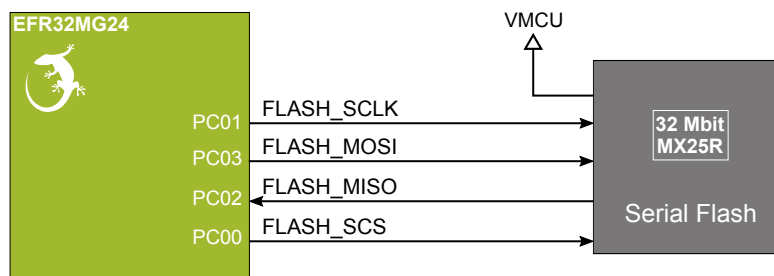 EFR32MG24
VMCU
PC01 FLASH_SCLK
PC03 FLASH_MOSI
PC02 FLASH_MISO
PC00 FLASH_SCS
32 Mbit
MX25R
Serial Flash